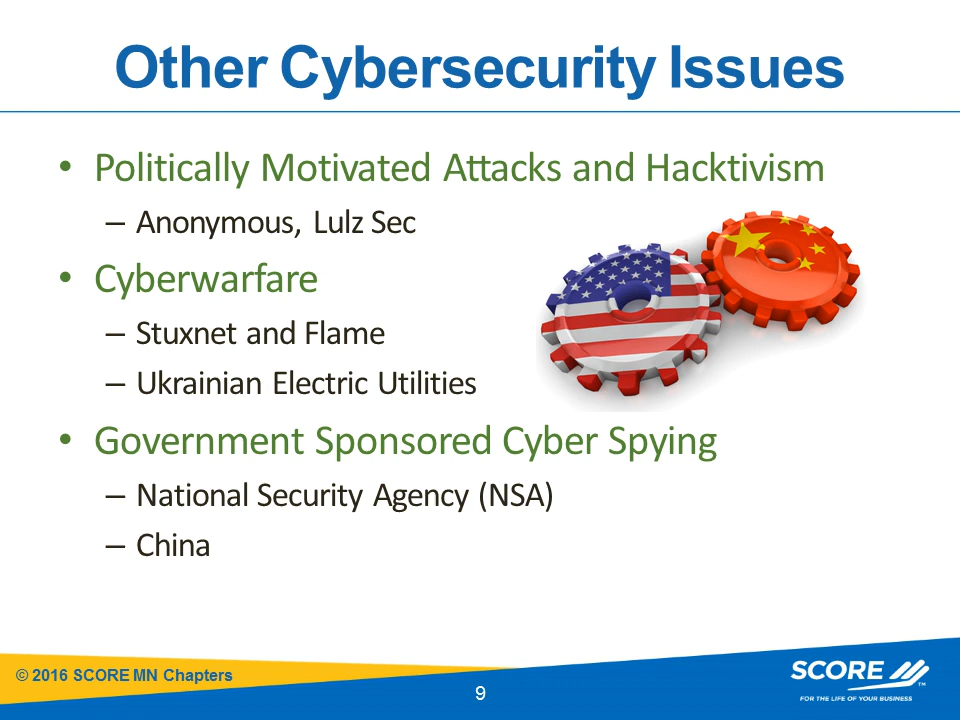 Other Cybersecurity Issues
• Politically Motivated Attacks and Hacktivism
– Anonymous, Lulz Sec
• Cyberwarfare
– Stuxnet and Flame
– Ukrainian Electric Utilities
• Government Sponsored Cyber Spying
– National Security Agency (NSA)
– China
© 2016 SCORE MN Chapters
9
SCORE ™
FOR THE LIFE OF YOUR BUSINESS